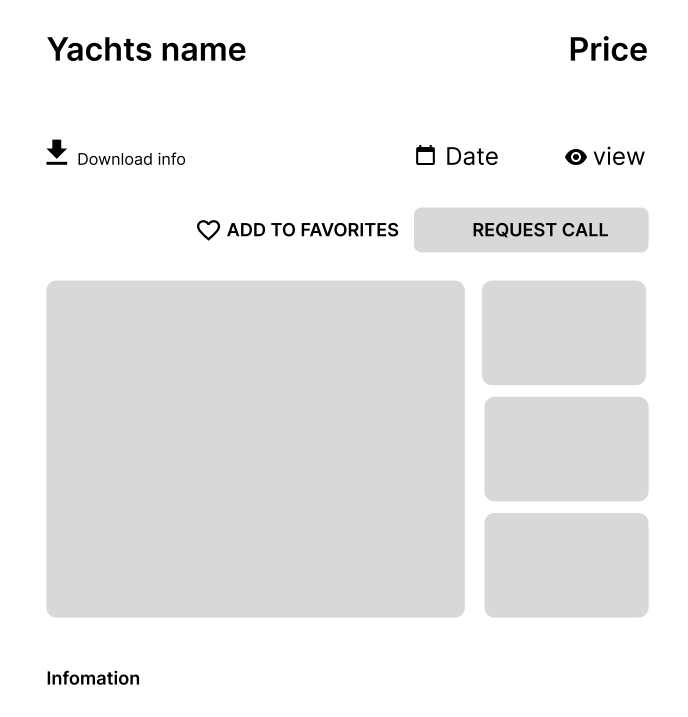 Yachts name
Price
Download info
Date
view
ADD TO FAVORITES
REQUEST CALL
Infomation